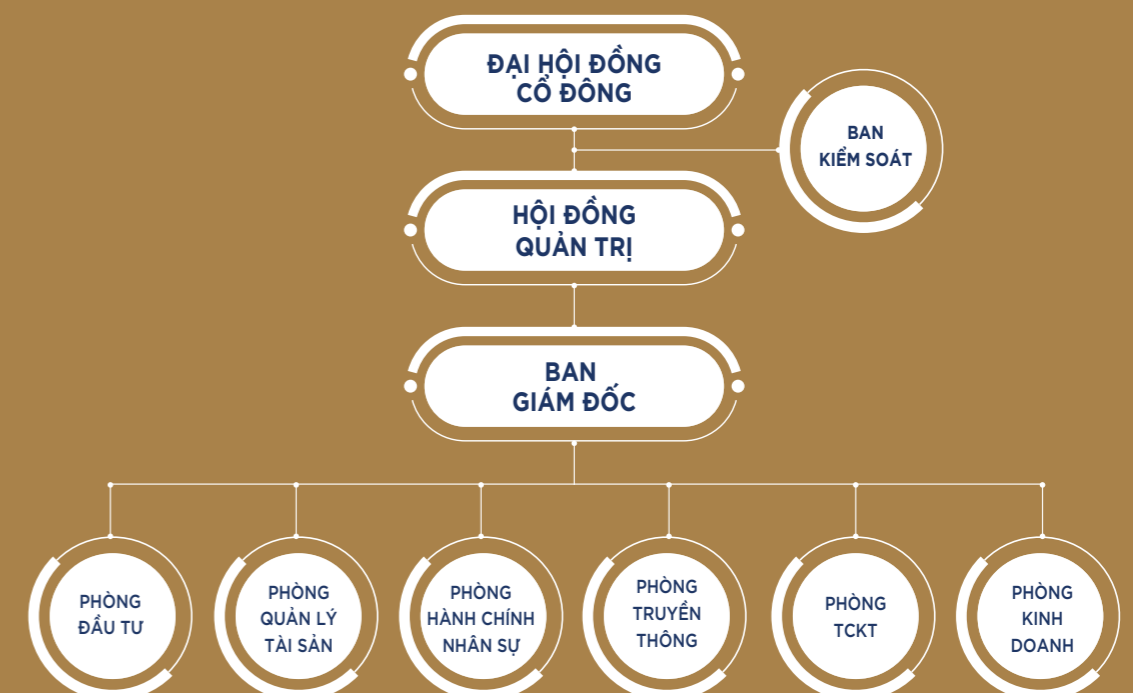 ĐẠI HỘI ĐỒNG
CỔ ĐÔNG
BAN
KIỂM SOÁT
HỘI ĐỒNG
QUẢN TRỊ
BAN
GIÁM ĐỐC
PHÒNG
ĐẦU TƯ
PHÒNG
QUẢN LÝ
TÀI SẢN
PHÒNG
HÀNH CHÍNH
NHÂN SỰ
PHÒNG
TRUYỀN
THÔNG
PHÒNG
TCKT
PHÒNG
KINH
DOANH